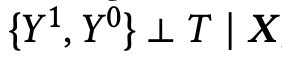 {Y¹, Y⁰} ⊥ T | X